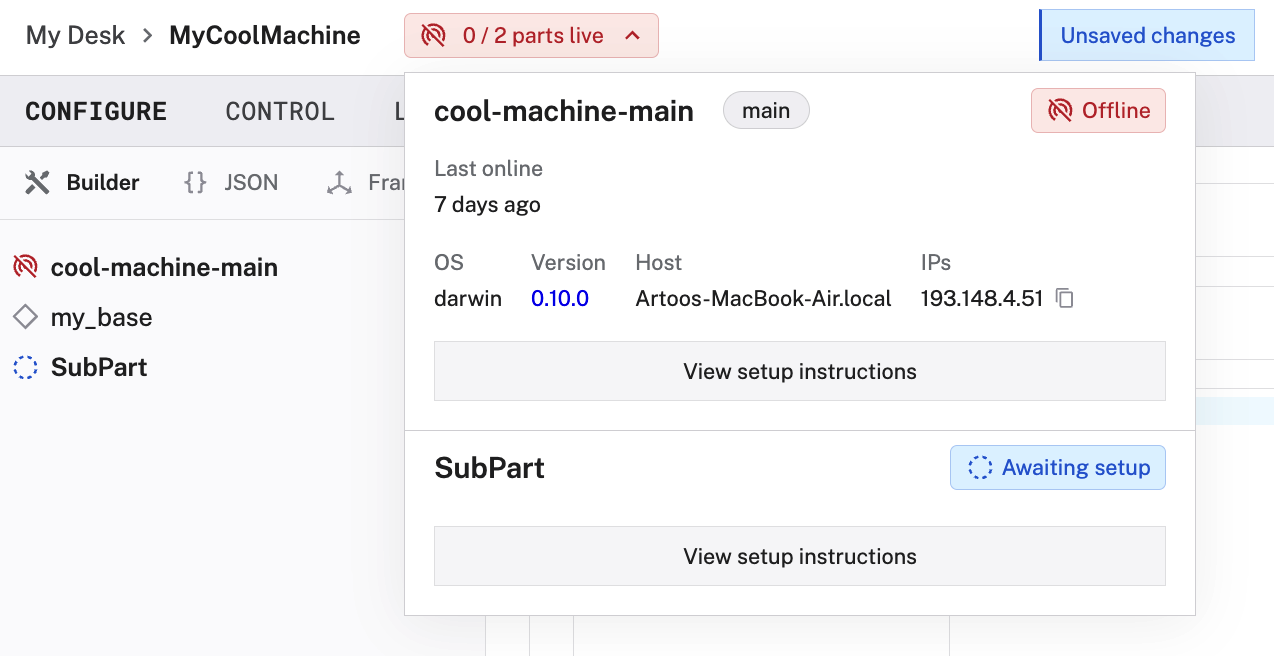 My Desk > MyCoolMachine 0 / 2 parts live Unsaved changes
CONFIGURE CONTROL
Builder {} JSON
cool-machine-main
my_base
SubPart
cool-machine-main main Offline
Last online
7 days ago
OS Version Host IPs
darwin 0.10.0 Artoos-MacBook-Air.local 193.148.4.51
View setup instructions
SubPart Awaiting setup
View setup instructions